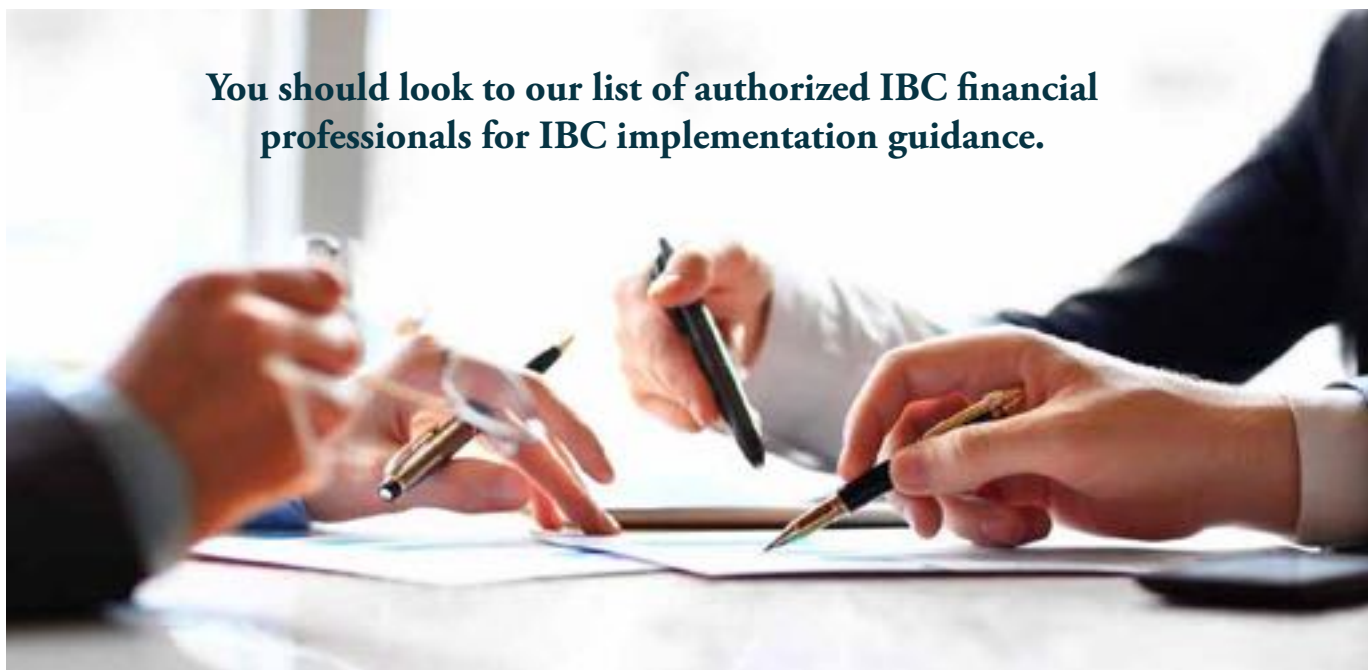 You should look to our list of authorized IBC financial
professionals for IBC implementation guidance.